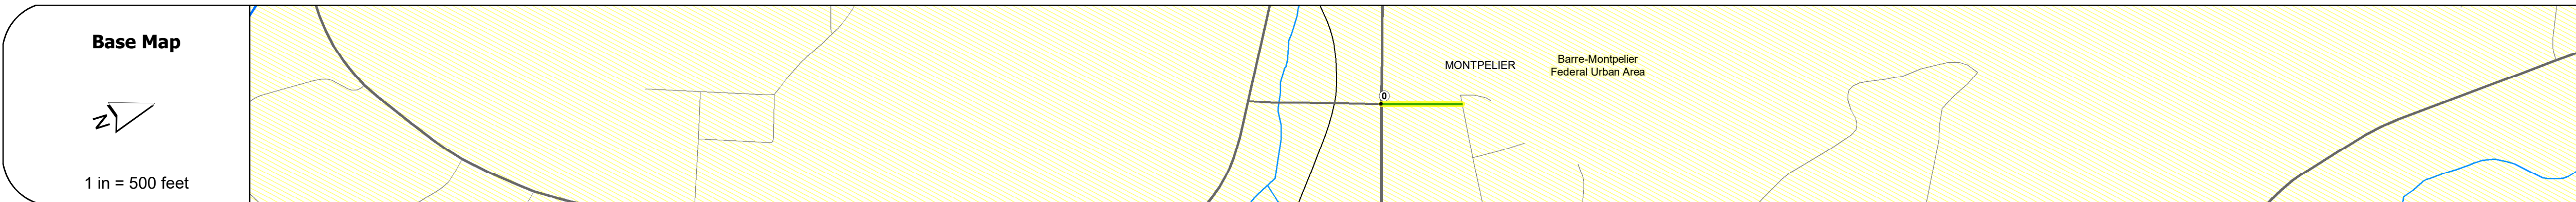 Base Map
N
1 in = 500 feet
0
MONTPELIER
Barre-Montpelier
Federal Urban Area